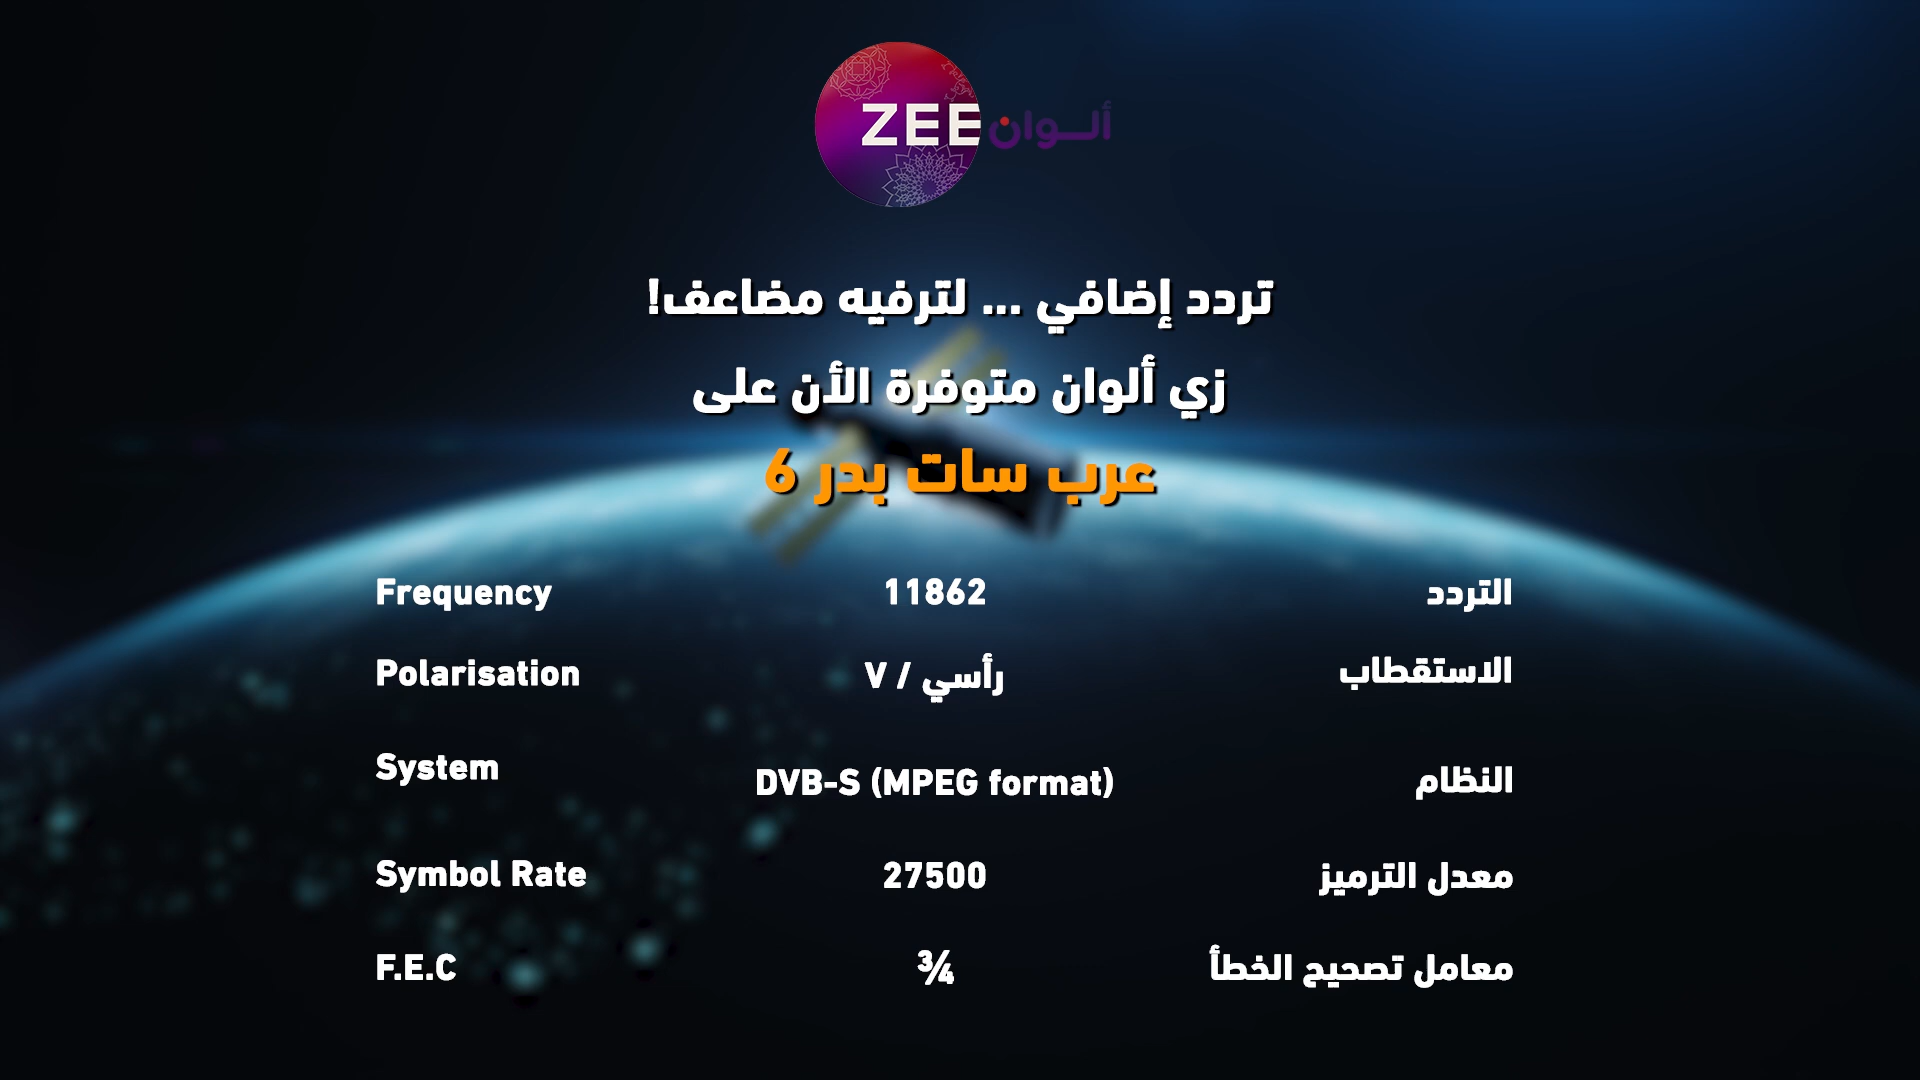 ZEE ألوان
تردد إضافي ... لترفيه مضاعف!
زي ألوان متوفرة الأن على
عرب سات بدر 6
Frequency 11862 التردد
Polarisation رأسي / V الاستقطاب
System DVB-S (MPEG format) النظام
Symbol Rate 27500 معدل الترميز
F.E.C ¾ معامل تصحيح الخطأ